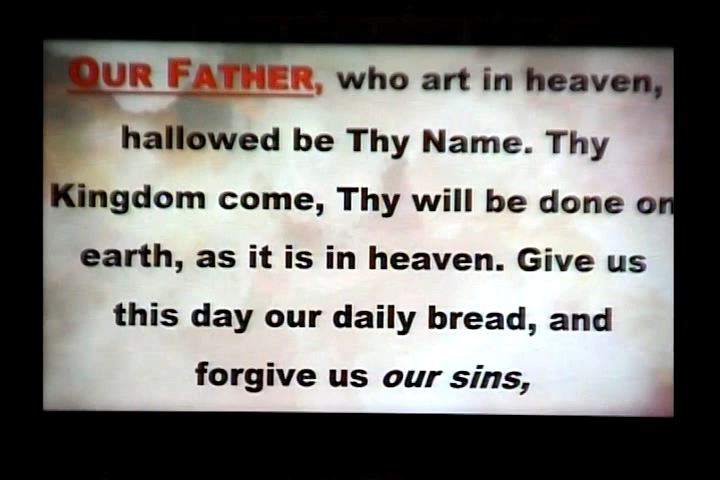 OUR FATHER, who art in heaven,
hallowed be Thy Name. Thy
Kingdom come, Thy will be done on
earth, as it is in heaven. Give us
this day our daily bread, and
forgive us our sins,